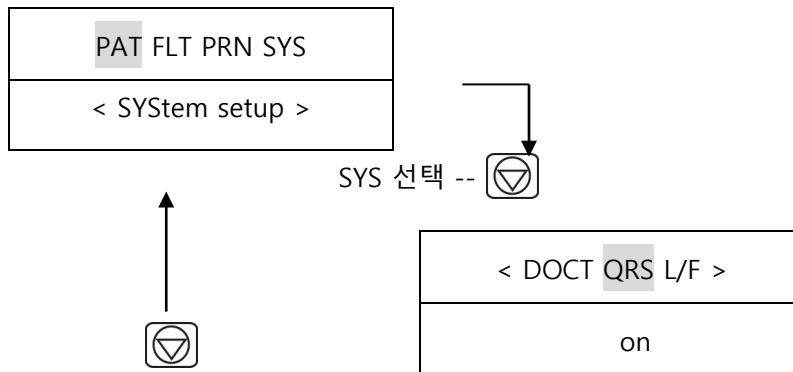 PAT FLT PRN SYS
< SYStem setup >
SYS 선택 --
< DOCT QRS L/F >
on